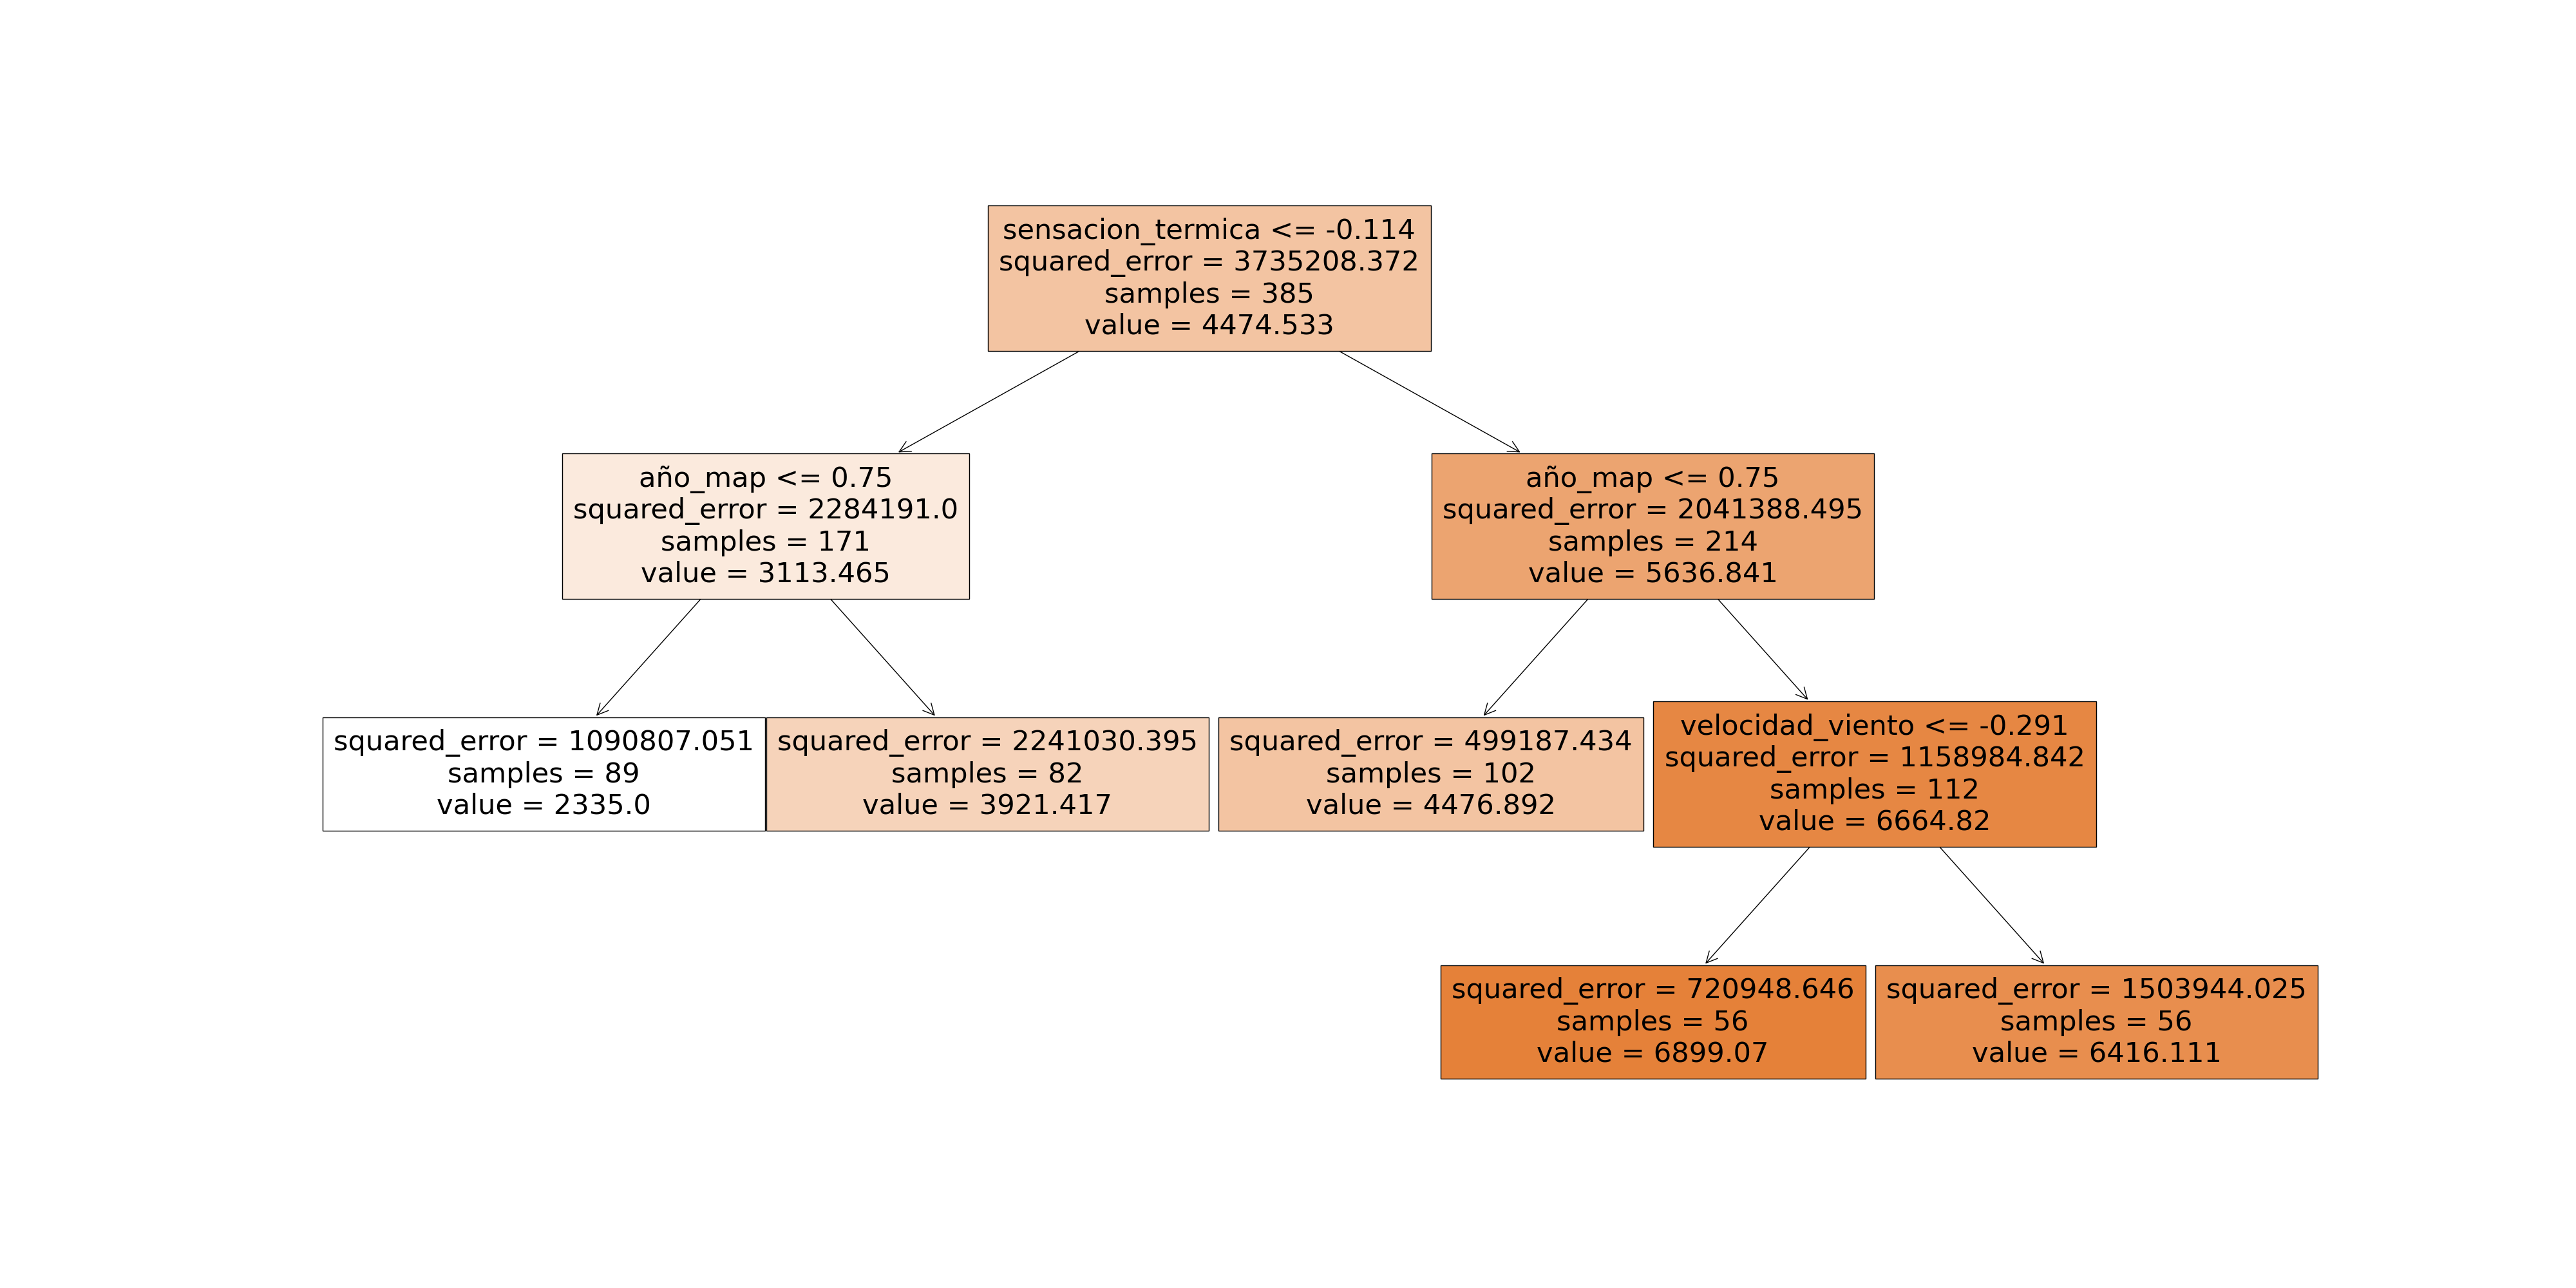 sensacion_termica <= -0.114
squared_error = 3735208.372
samples = 385
value = 4474.533
año_map <= 0.75
squared_error = 2284191.0
samples = 171
value = 3113.465
año_map <= 0.75
squared_error = 2041388.495
samples = 214
value = 5636.841
squared_error = 1090807.051
samples = 89
value = 2335.0
squared_error = 2241030.395
samples = 82
value = 3921.417
squared_error = 499187.434
samples = 102
value = 4476.892
velocidad_viento <= -0.291
squared_error = 1158984.842
samples = 112
value = 6664.82
squared_error = 720948.646
samples = 56
value = 6899.07
squared_error = 1503944.025
samples = 56
value = 6416.111